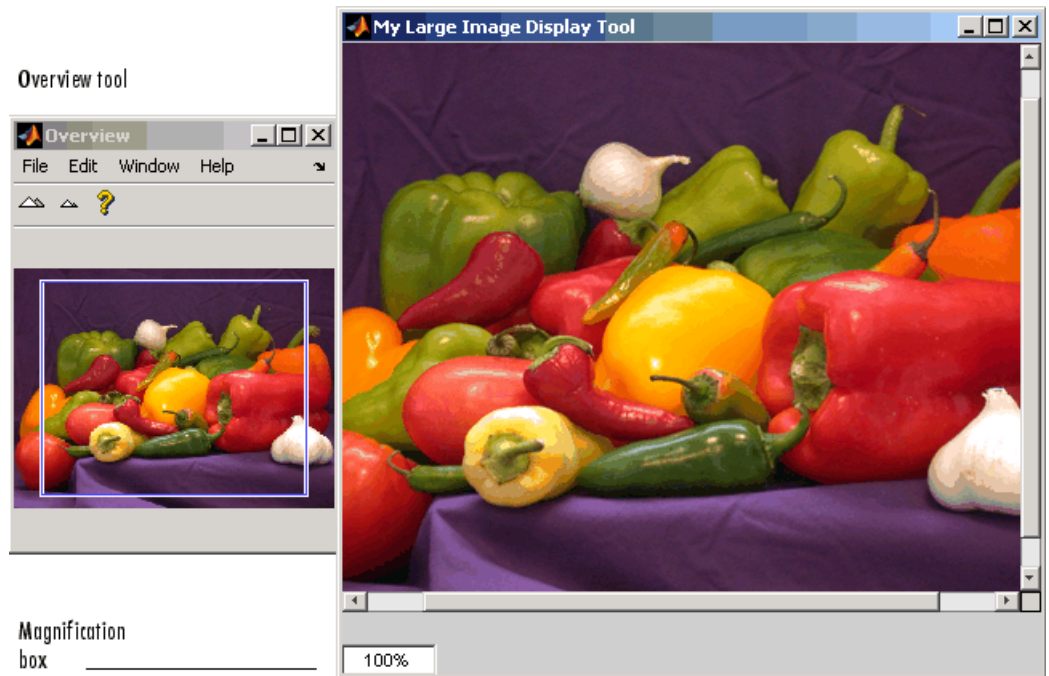 My Large Image Display Tool
Overview tool
Overview
File Edit Window Help
?
Magnification
box
100%